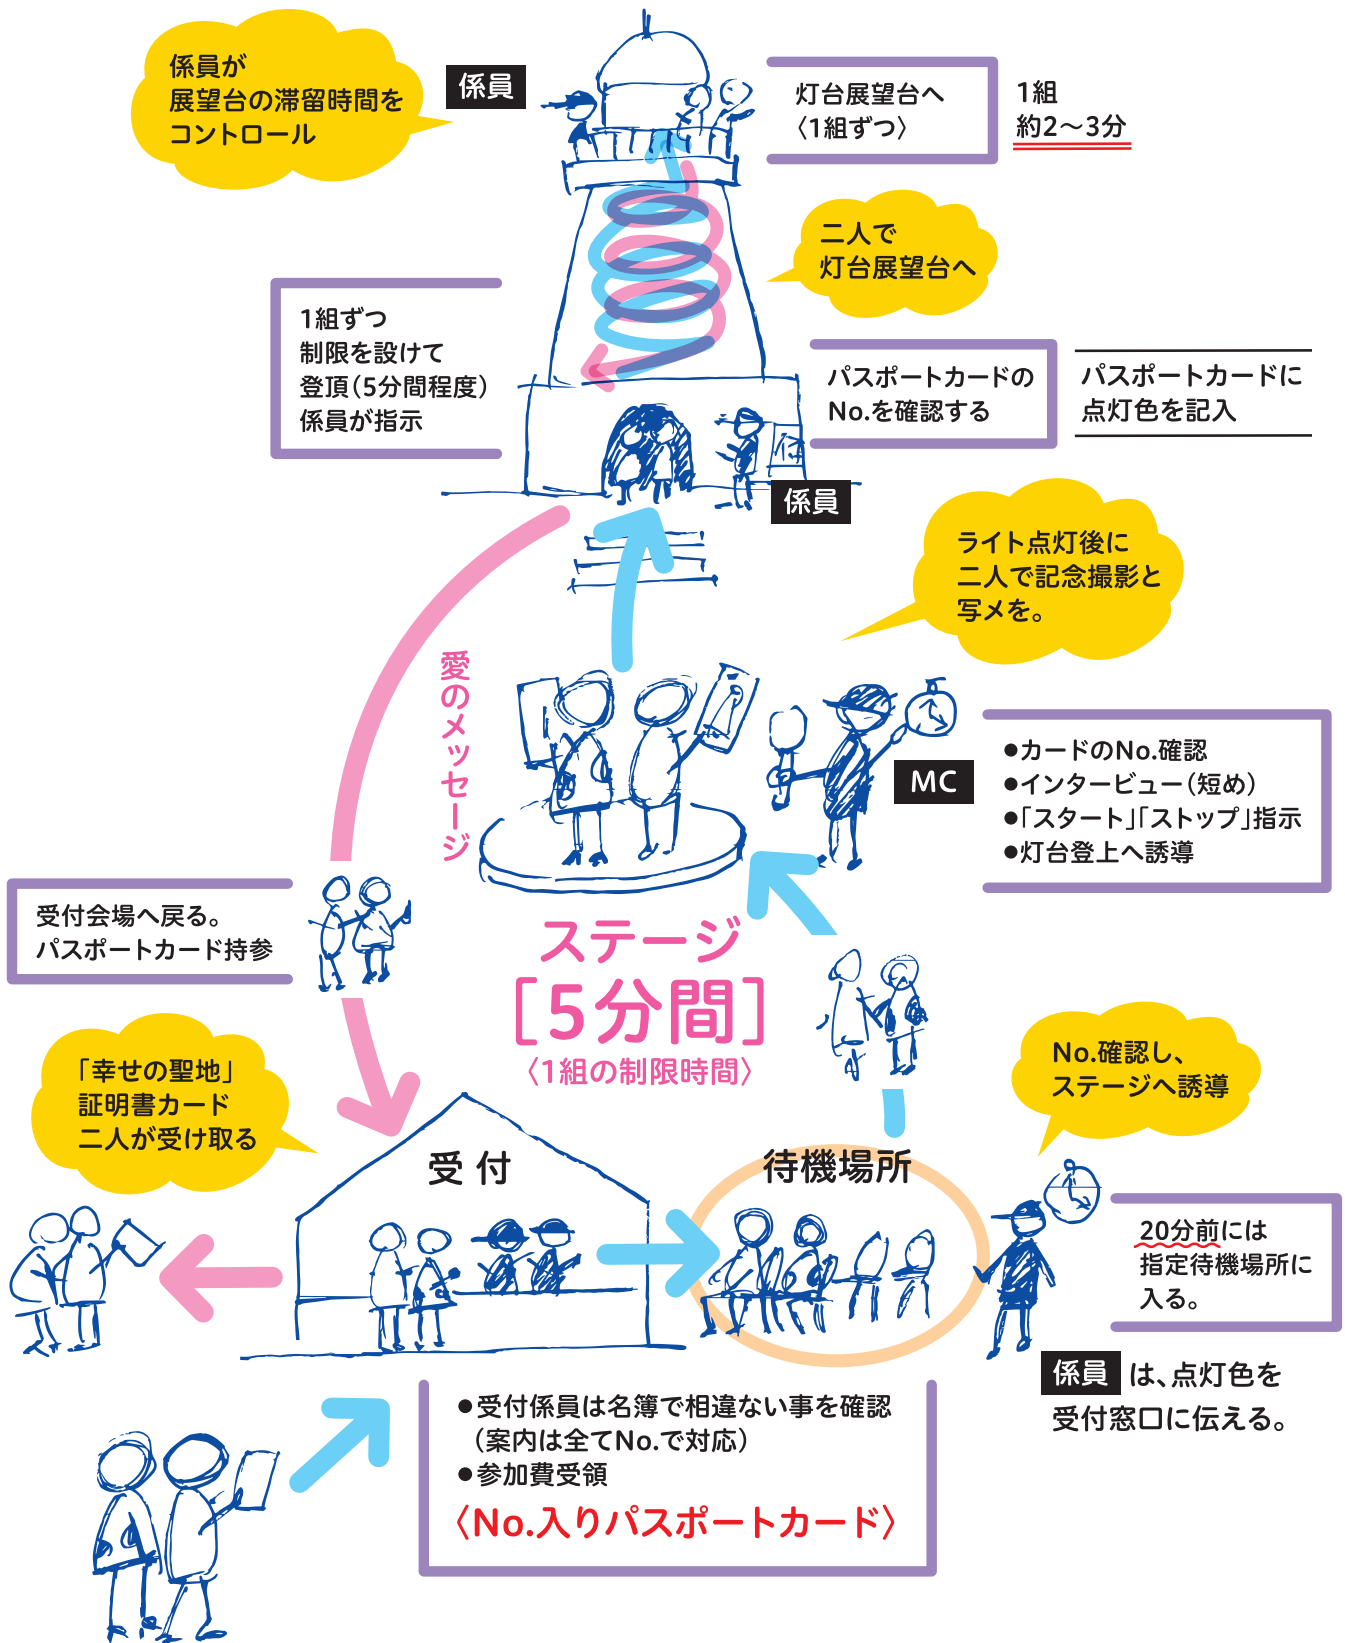 係員が
展望台の滞留時間を
コントロール
係員
灯台展望台へ
〈1組ずつ〉
1組
約2〜3分
二人で
灯台展望台へ
1組ずつ
制限を設けて
登頂(5分間程度)
係員が指示
パスポートカードの
No.を確認する
パスポートカードに
点灯色を記入
係員
ライト点灯後に
二人で記念撮影と
写メを。
愛のメッセージ
MC
●カードのNo.確認
●インタービュー(短め)
●「スタート」「ストップ」指示
●灯台登上へ誘導
受付会場へ戻る。
パスポートカード持参
ステージ
[5分間]
〈1組の制限時間〉
「幸せの聖地」
証明書カード
二人が受け取る
No.確認し、
ステージへ誘導
受付
待機場所
20分前には
指定待機場所に
入る。
係員は、点灯色を
受付窓口に伝える。
●受付係員は名簿で相違ない事を確認
(案内は全てNo.で対応)
●参加費受領
〈No.入りパスポートカード〉